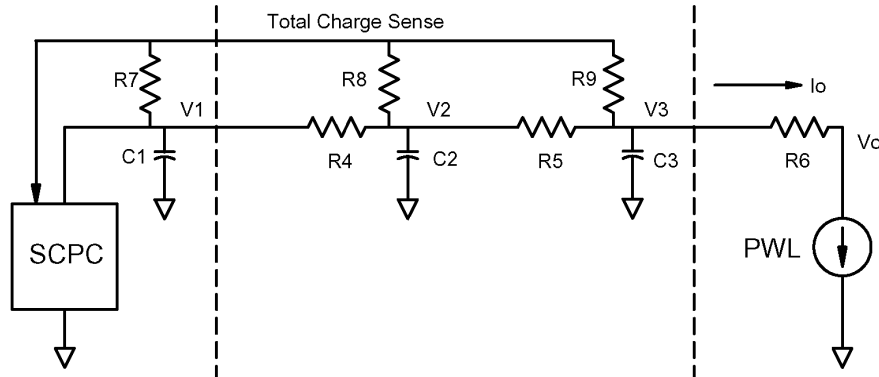 Total Charge Sense
R7
R8
R9
Io
V1
V2
V3
C1
R4
C2
R5
C3
R6
Vo
SCPC
PWL